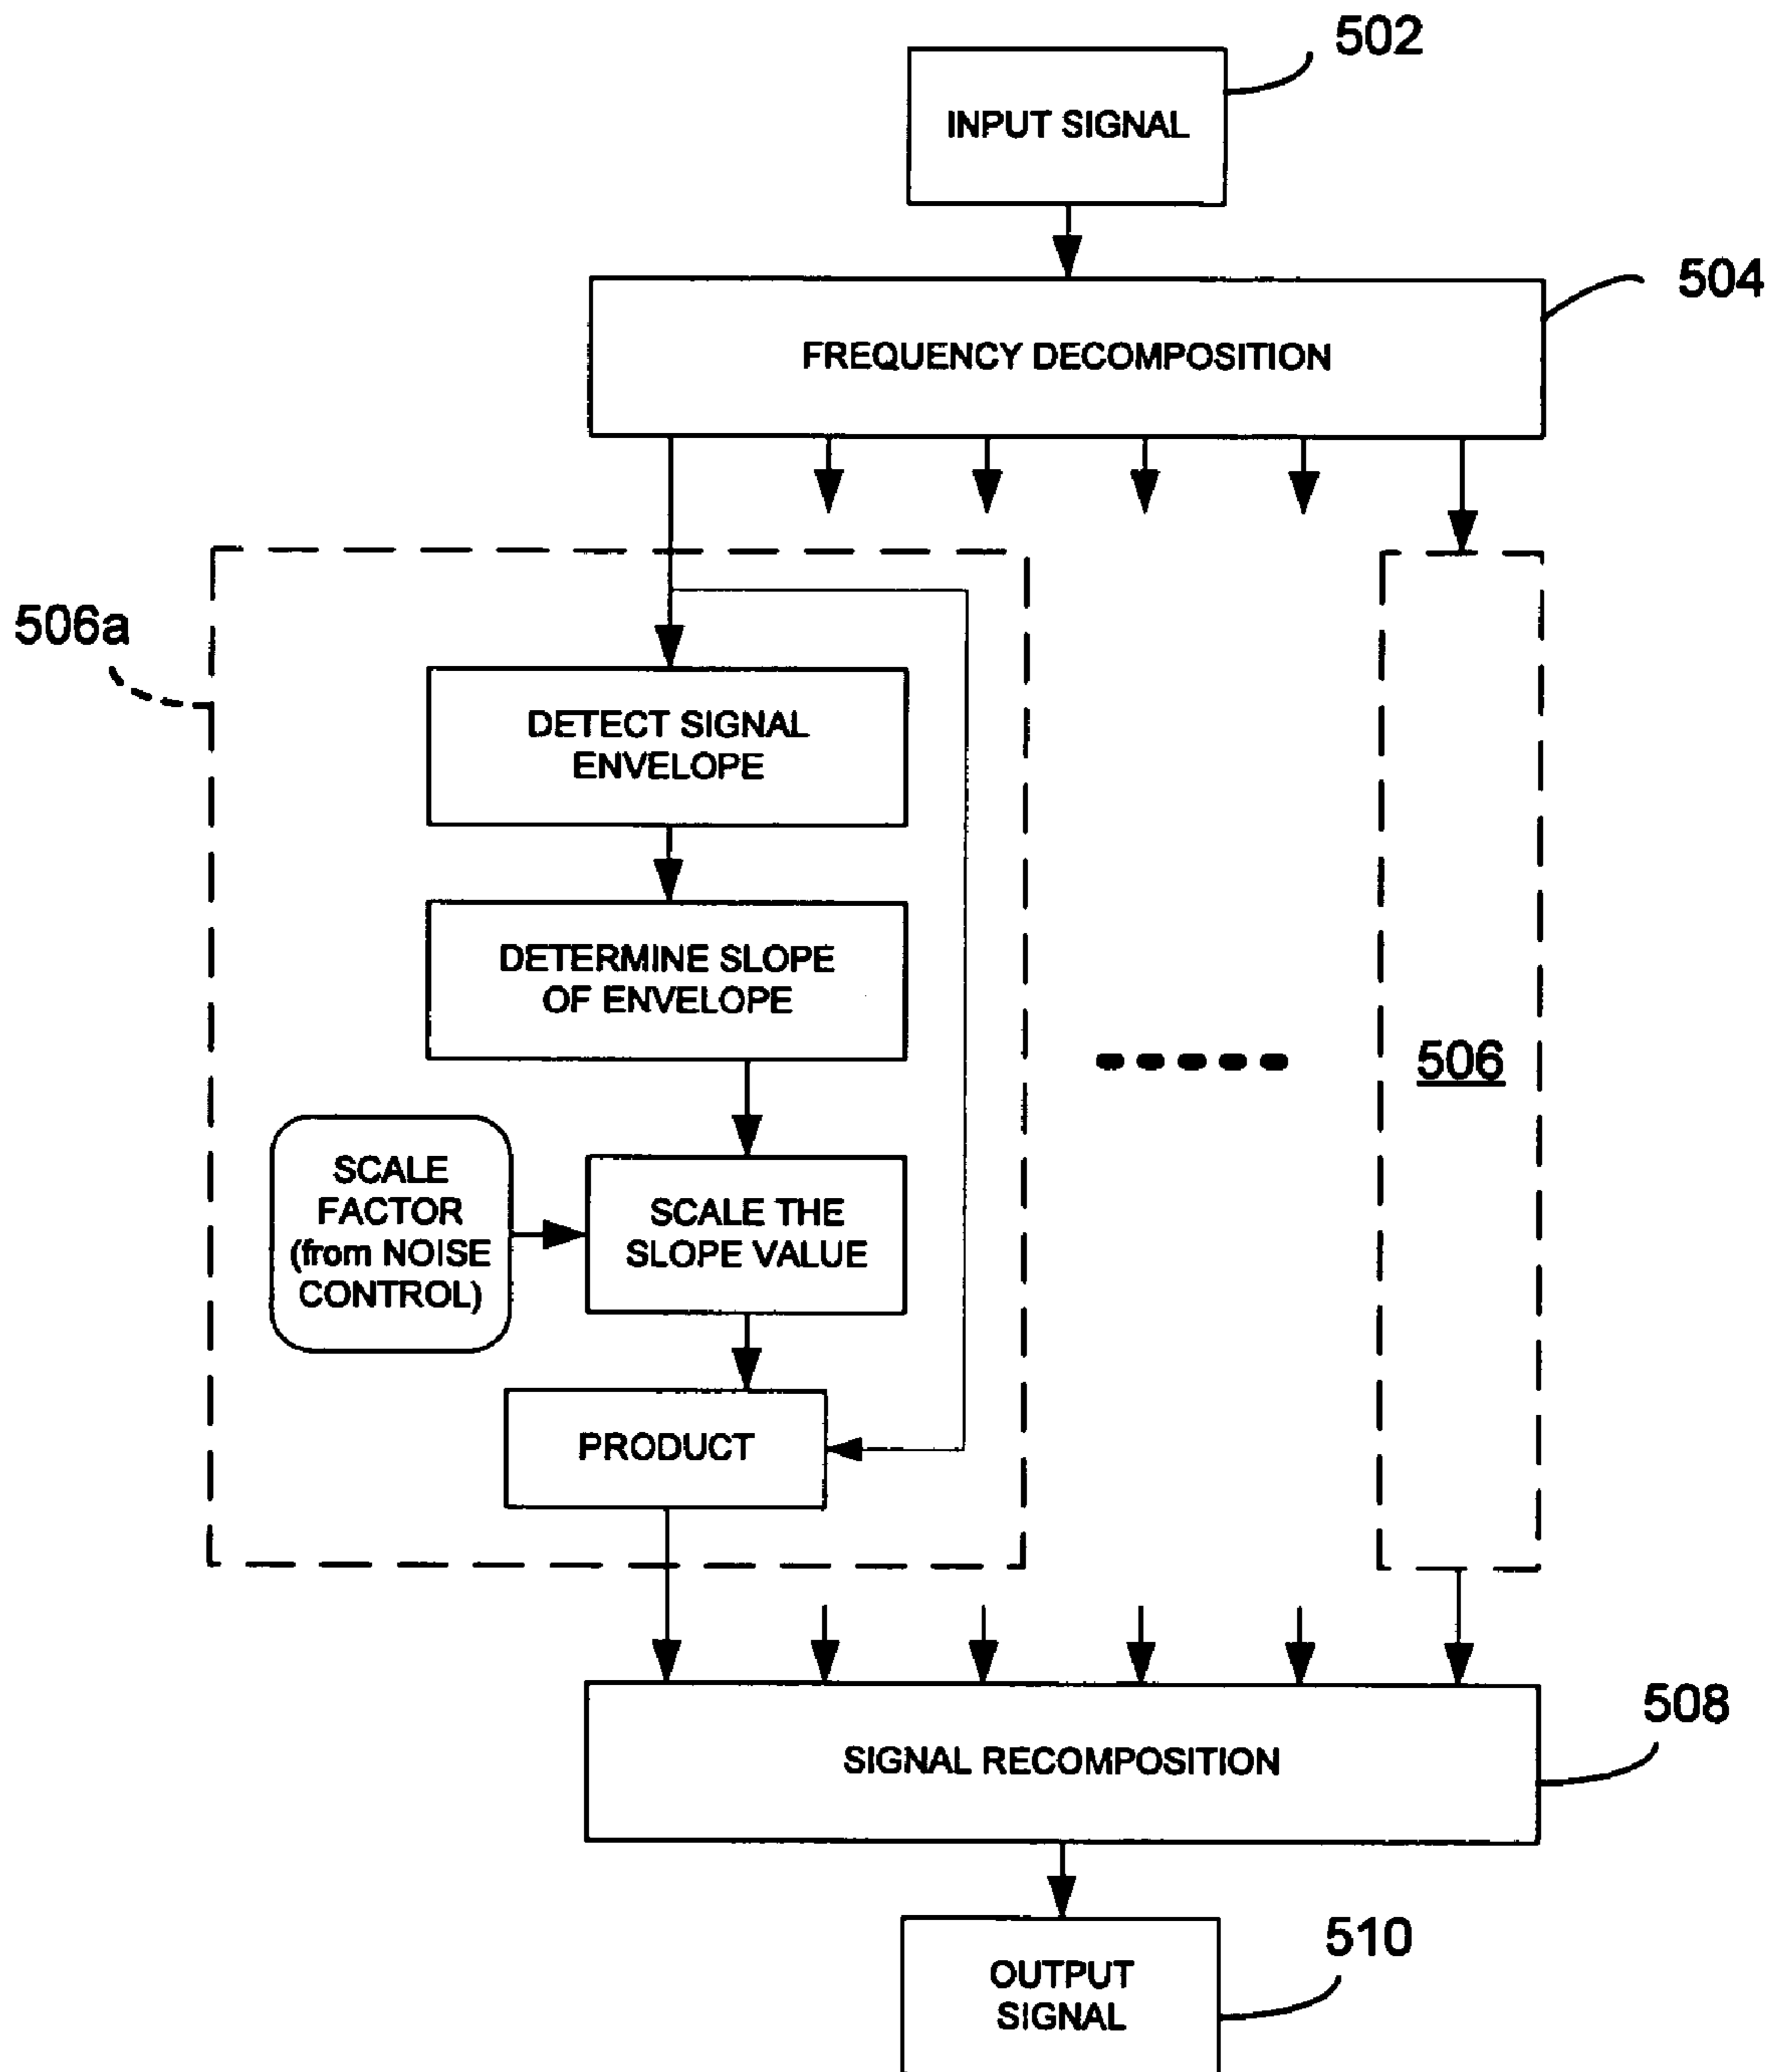 502
INPUT SIGNAL
504
FREQUENCY DECOMPOSITION
506a
DETECT SIGNAL
ENVELOPE
DETERMINE SLOPE
OF ENVELOPE
506
SCALE
FACTOR
(from NOISE
CONTROL)
SCALE THE
SLOPE VALUE
PRODUCT
508
SIGNAL RECOMPOSITION
510
OUTPUT
SIGNAL